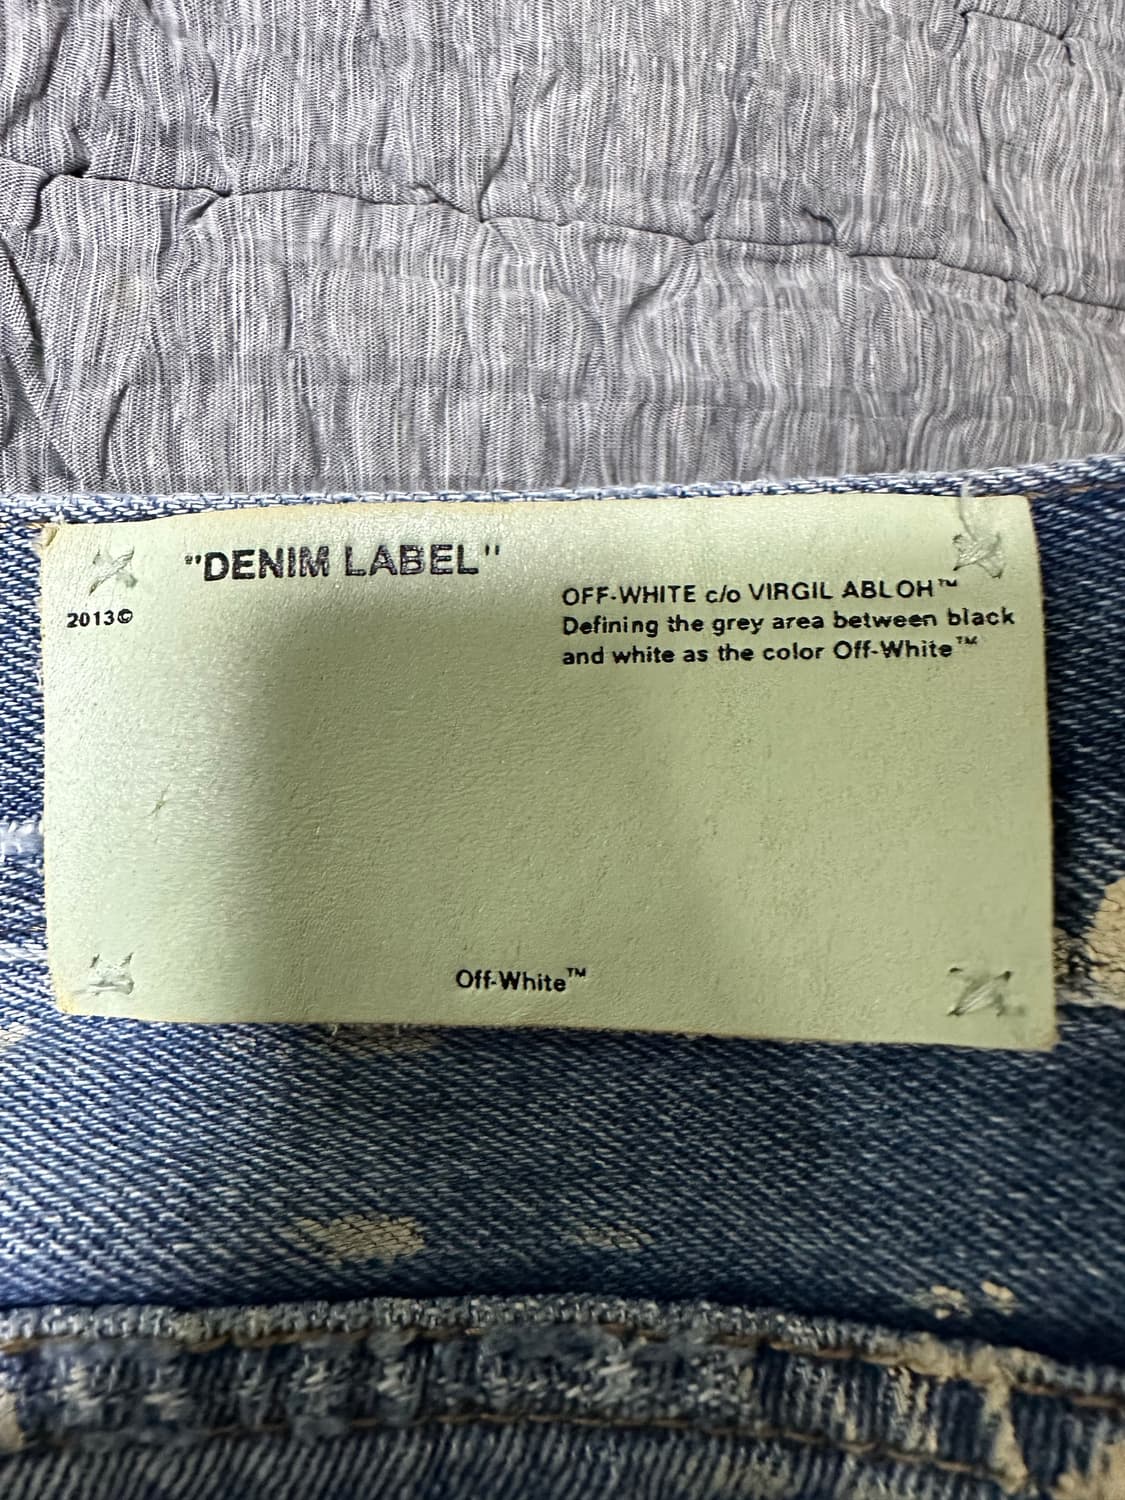 "DENIM LABEL"
2013©
OFF-WHITE c/o VIRGIL ABLOH™
Defining the grey area between black
and white as the color Off-White™
Off-White™